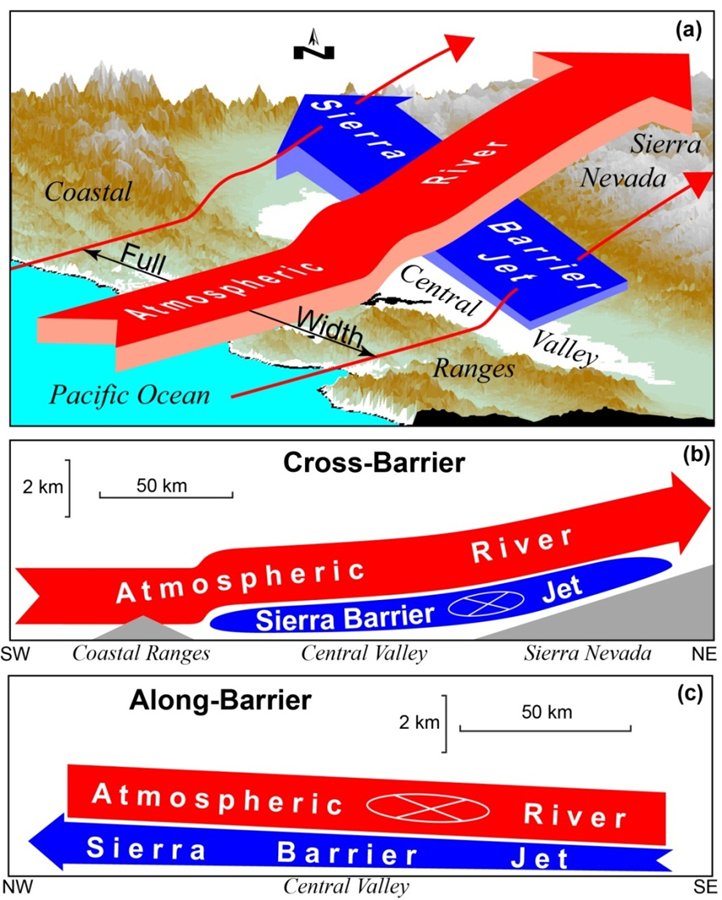 (a)
N
Sierra
Barrier
Jet
Atmospheric River
Sierra
Nevada
Coastal
Full
Width
Central
Valley
Ranges
Pacific Ocean
(b)
Cross-Barrier
2 km
50 km
Atmospheric River
Sierra Barrier Jet
SW
Coastal Ranges
Central Valley
Sierra Nevada
NE
(c)
Along-Barrier
2 km
50 km
Atmospheric River
Sierra Barrier Jet
NW
Central Valley
SE